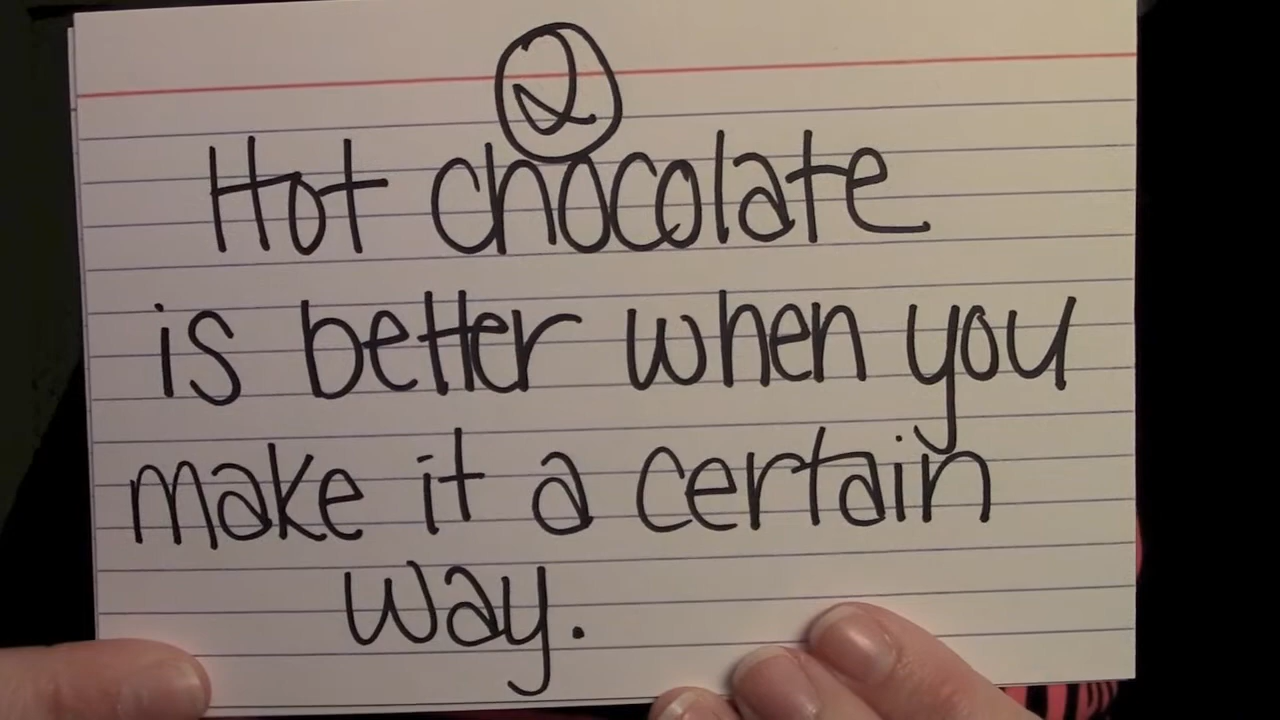 2
Hot chocolate
is better when you
make it a certain
way.